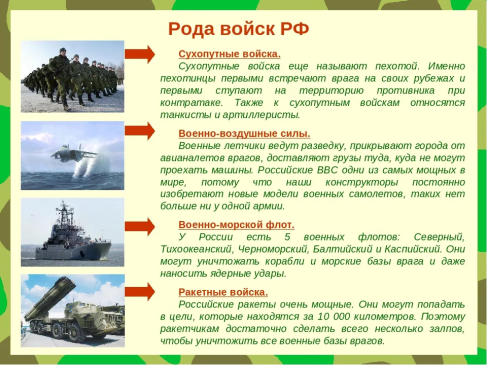 Рода войск РФ
Сухопутные войска.
Сухопутные войска еще называют пехотой. Именно
пехотинцы первыми встречают врага на своих рубежах и
первыми ступают на территорию противника при
контратаке. Также к сухопутным войскам относятся
танкисты и артиллеристы.
Военно-воздушные силы.
Военные летчики ведут разведку, прикрывают города от
авианалетов врагов, доставляют грузы туда, куда не могут
проехать машины. Российские ВВС одни из самых мощных в
мире, потому что наши конструкторы постоянно
изобретают новые модели военных самолетов, таких нет
больше ни у одной армии.
Военно-морской флот.
У России есть 5 военных флотов: Северный,
Тихоокеанский, Черноморский, Балтийский и Каспийский. Они
могут уничтожать корабли и морские базы врага и даже
наносить ядерные удары.
Ракетные войска.
Российские ракеты очень мощные. Они могут попадать
в цели, которые находятся за 10 000 километров. Поэтому
ракетчикам достаточно сделать всего несколько залпов,
чтобы уничтожить все военные базы врагов.